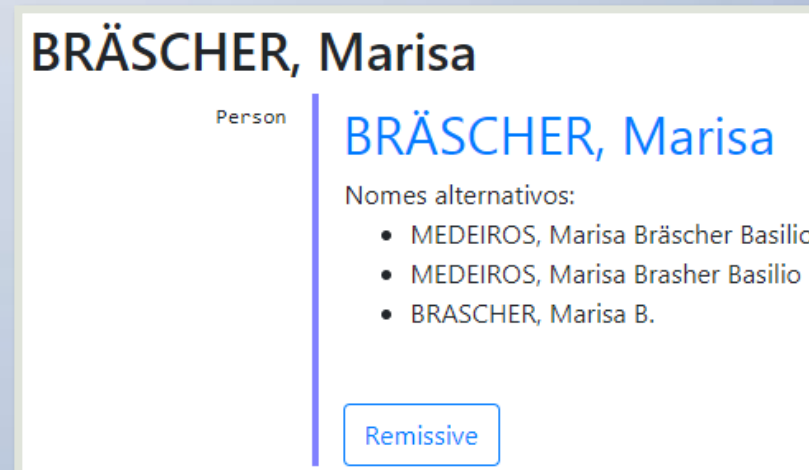 BRÄSCHER, Marisa
Person
BRÄSCHER, Marisa
Nomes alternativos:
MEDEIROS, Marisa Bräscher Basilio
MEDEIROS, Marisa Brasher Basilio
BRASCHER, Marisa B.
Remissive